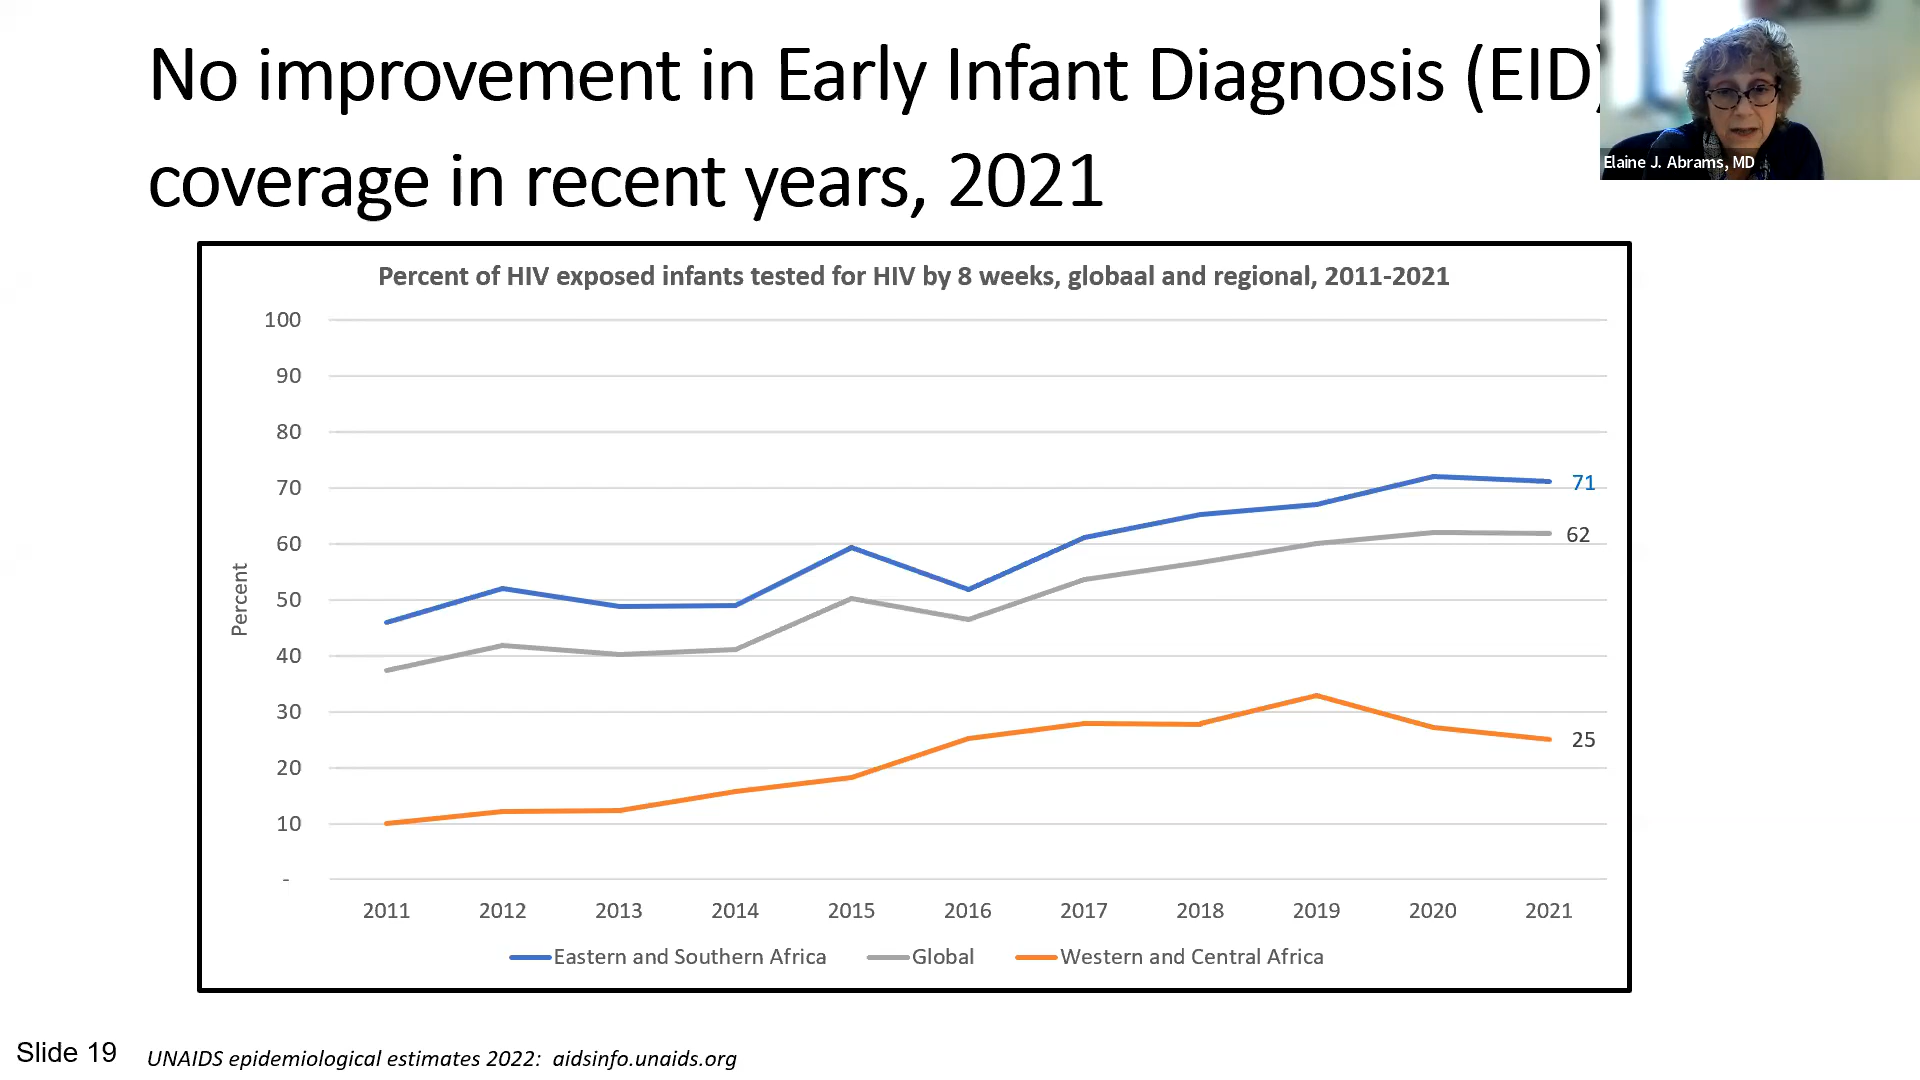 No improvement in Early Infant Diagnosis (EID)
coverage in recent years, 2021
Elaine J. Abrams, MD
Percent of HIV exposed infants tested for HIV by 8 weeks, globaal and regional, 2011-2021
100
90
80
70
60
50
40
30
20
10
-
Percent
71
62
25
2011 2012 2013 2014 2015 2016 2017 2018 2019 2020 2021
Eastern and Southern Africa Global Western and Central Africa
Slide 19 UNAIDS epidemiological estimates 2022: aidsinfo.unaids.org